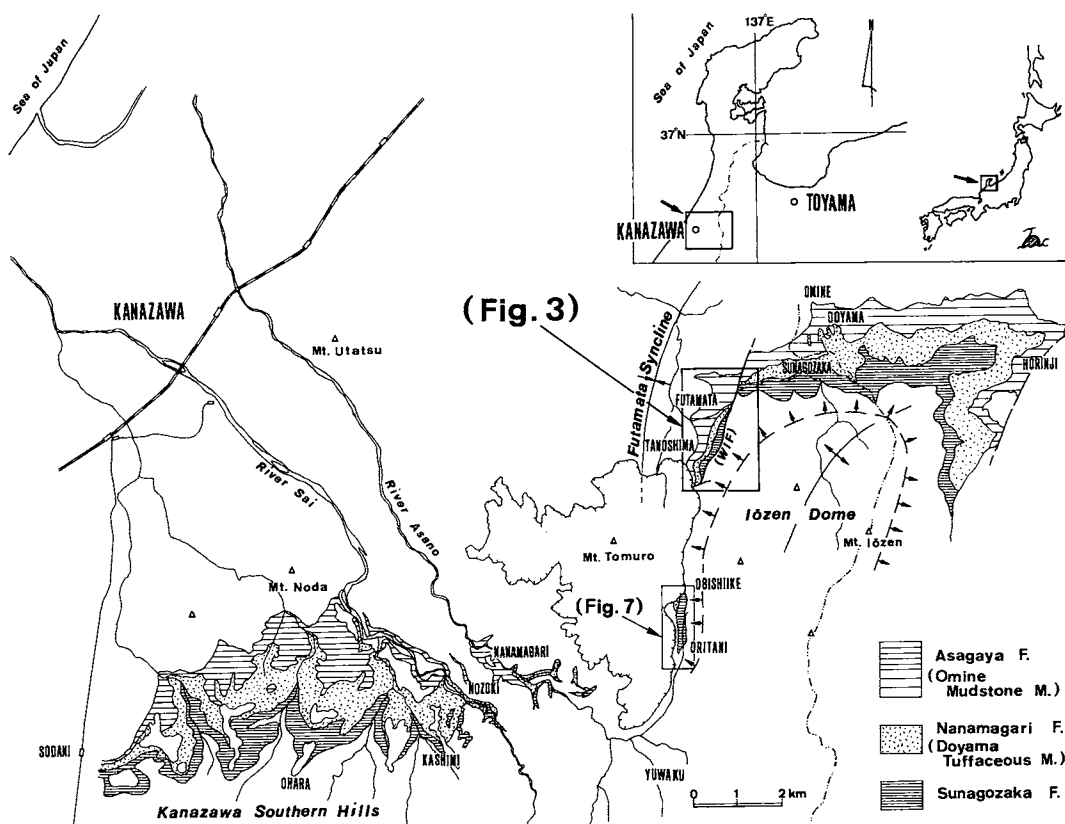 Sea of Japan
137°E
N
Sea of Japan
37°N
TOYAMA
KANAZAWA
KANAZAWA
Mt. Utatsu
(Fig. 3)
Futamata Syncline
OMINE
DOYAMA
SUNAGOZAKA
HORINJI
FUTAMATA
TANOSHIMA
(W/F)
River Sai
River Asano
Iōzen Dome
Mt. Iōzen
Mt. Tomuro
Mt. Noda
OBISHIIKE
(Fig. 7)
ORITANI
NANAMAGARI
NOZOKI
SODANI
OHARA
KASHIMI
YUWAKU
Kanazawa Southern Hills
0 1 2 km
Asagaya F.
(Omine
Mudstone M.)
Nanamagari F.
(Doyama
Tuffaceous M.)
Sunagozaka F.